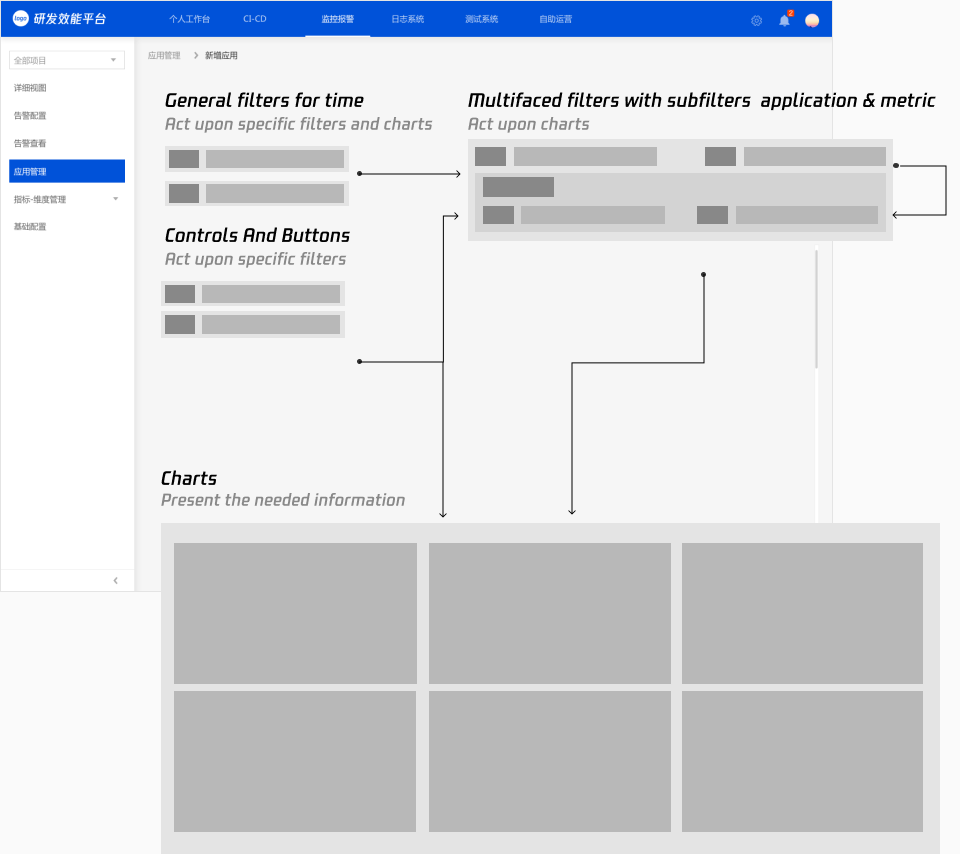 logo 研发效能平台 个人工作台 CI-CD 监控报警 日志系统 测试系统 自助运营 2
全部项目
详细视图
告警配置
告警查看
应用管理
指标-维度管理
基础配置
应用管理 > 新增应用
General filters for time
Act upon specific filters and charts
Multifaced filters with subfilters application & metric
Act upon charts
Controls And Buttons
Act upon specific filters
Charts
Present the needed information